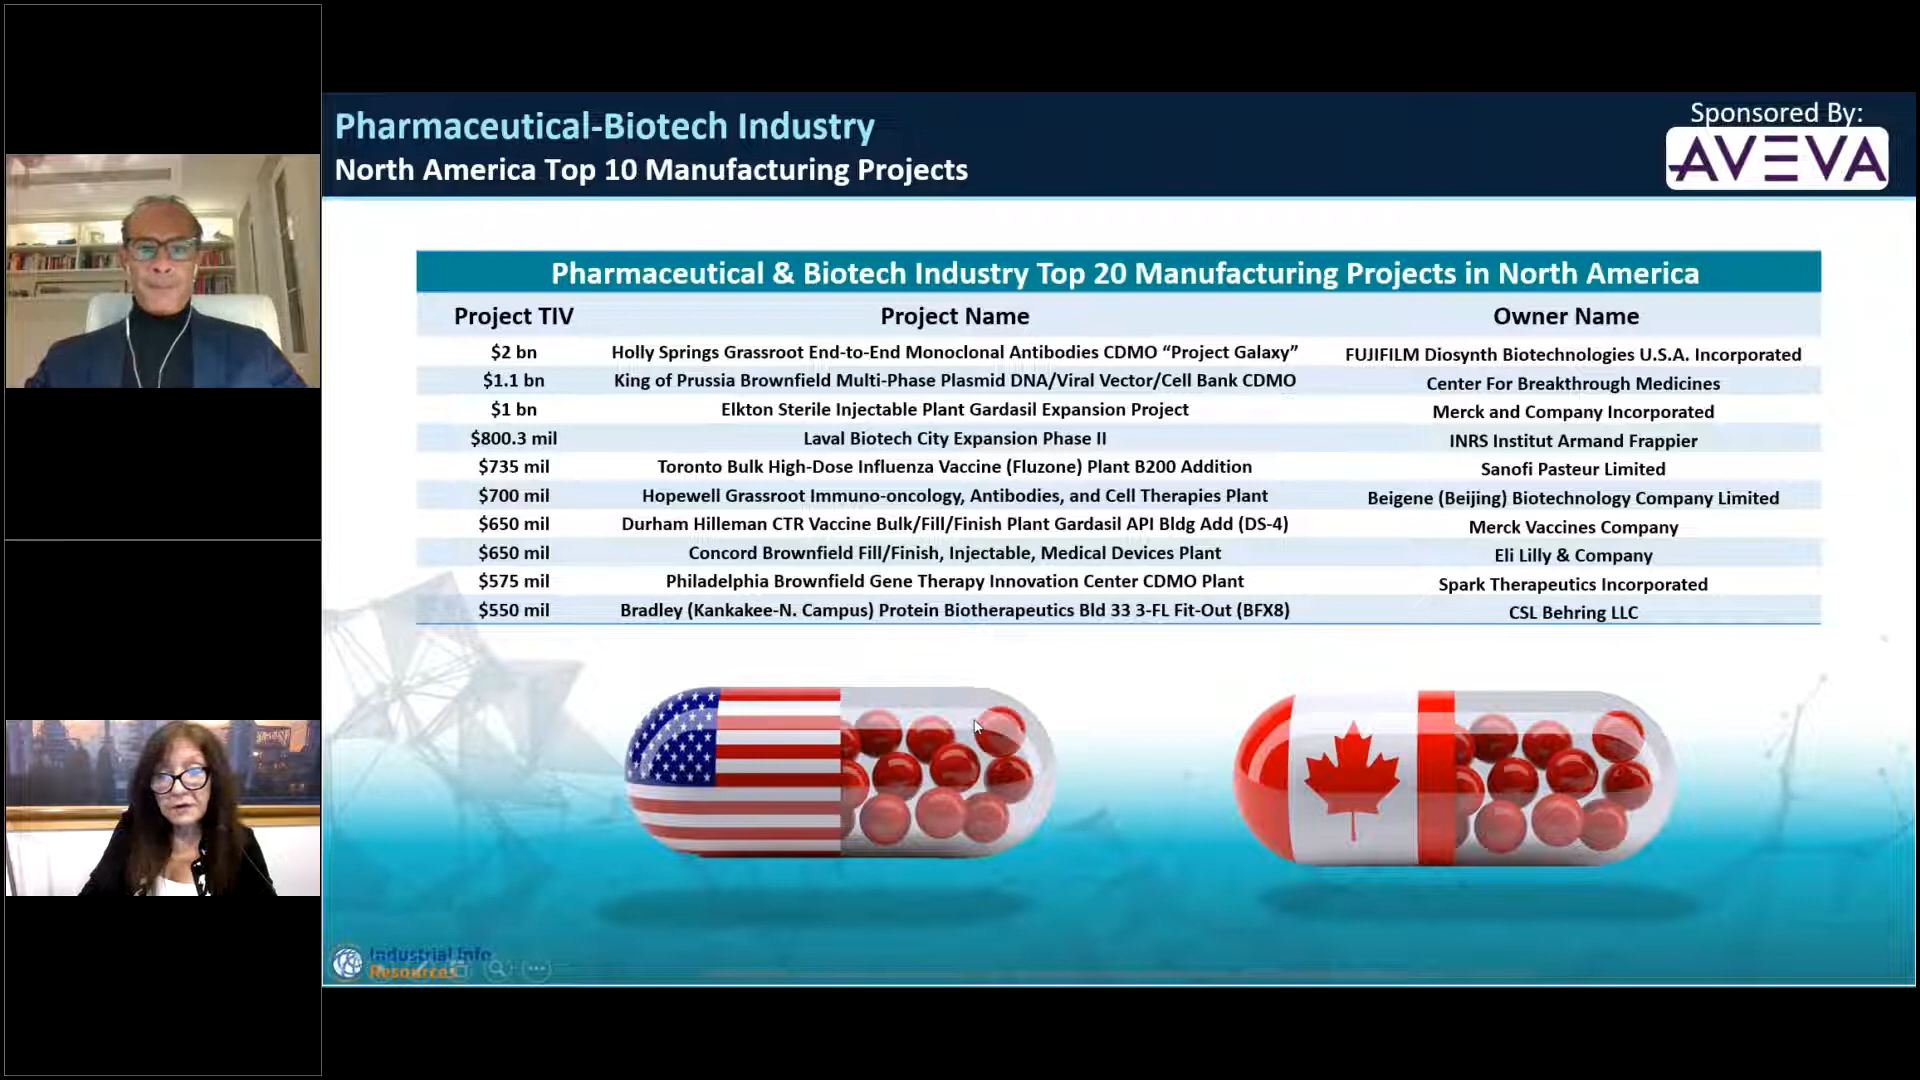 Pharmaceutical-Biotech Industry
North America Top 10 Manufacturing Projects
Sponsored By:
AVEVA
Pharmaceutical & Biotech Industry Top 20 Manufacturing Projects in North America
Project TIV Project Name Owner Name
$2 bn Holly Springs Grassroot End-to-End Monoclonal Antibodies CDMO “Project Galaxy” FUJIFILM Diosynth Biotechnologies U.S.A. Incorporated
$1.1 bn King of Prussia Brownfield Multi-Phase Plasmid DNA/Viral Vector/Cell Bank CDMO Center For Breakthrough Medicines
$1 bn Elkton Sterile Injectable Plant Gardasil Expansion Project Merck and Company Incorporated
$800.3 mil Laval Biotech City Expansion Phase II INRS Institut Armand Frappier
$735 mil Toronto Bulk High-Dose Influenza Vaccine (Fluzone) Plant B200 Addition Sanofi Pasteur Limited
$700 mil Hopewell Grassroot Immuno-oncology, Antibodies, and Cell Therapies Plant Beigene (Beijing) Biotechnology Company Limited
$650 mil Durham Hilleman CTR Vaccine Bulk/Fill/Finish Plant Gardasil API Bldg Add (DS-4) Merck Vaccines Company
$650 mil Concord Brownfield Fill/Finish, Injectable, Medical Devices Plant Eli Lilly & Company
$575 mil Philadelphia Brownfield Gene Therapy Innovation Center CDMO Plant Spark Therapeutics Incorporated
$550 mil Bradley (Kankakee-N. Campus) Protein Biotherapeutics Bld 33 3-FL Fit-Out (BFX8) CSL Behring LLC
Industrial Info
Resources